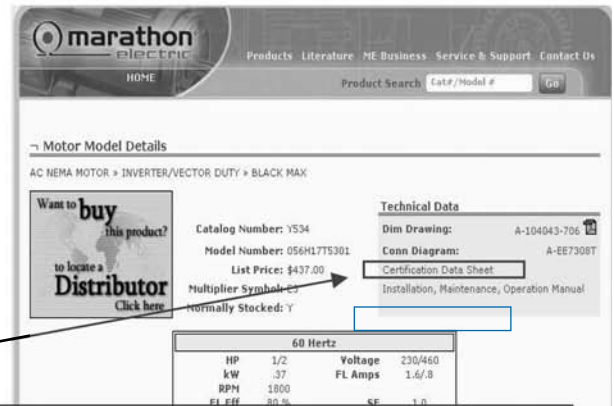 marathon
electric
Products Literature ME Business Service & Support Contact Us
HOME
Product Search Cat#/Model # Go
¬ Motor Model Details
AC NEMA MOTOR » INVERTER/VECTOR DUTY » BLACK MAX
Want to buy
this product?
to locate a
Distributor
Click here
Catalog Number: Y534
Model Number: 056H17T5301
List Price: $437.00
Multiplier Symbol:
Normally Stocked: Y
Technical Data
Dim Drawing: A-104043-706
Conn Diagram: A-EE7308T
Certification Data Sheet
Installation, Maintenance, Operation Manual
60 Hertz
HP 1/2 Voltage 230/460
kW .37 FL Amps 1.6/.8
RPM 1800
FL Eff 80 % SF 1.0